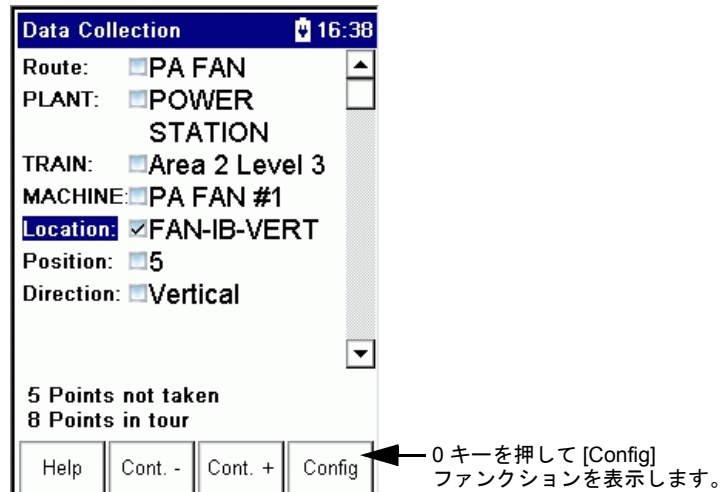 Data Collection 16:38
Route: PA FAN
PLANT: POWER
STATION
TRAIN: Area 2 Level 3
MACHINE: PA FAN #1
Location: FAN-IB-VERT
Position: 5
Direction: Vertical
5 Points not taken
8 Points in tour
Help Cont. - Cont. + Config
0 キーを押して [Config]
ファンクションを表示します。